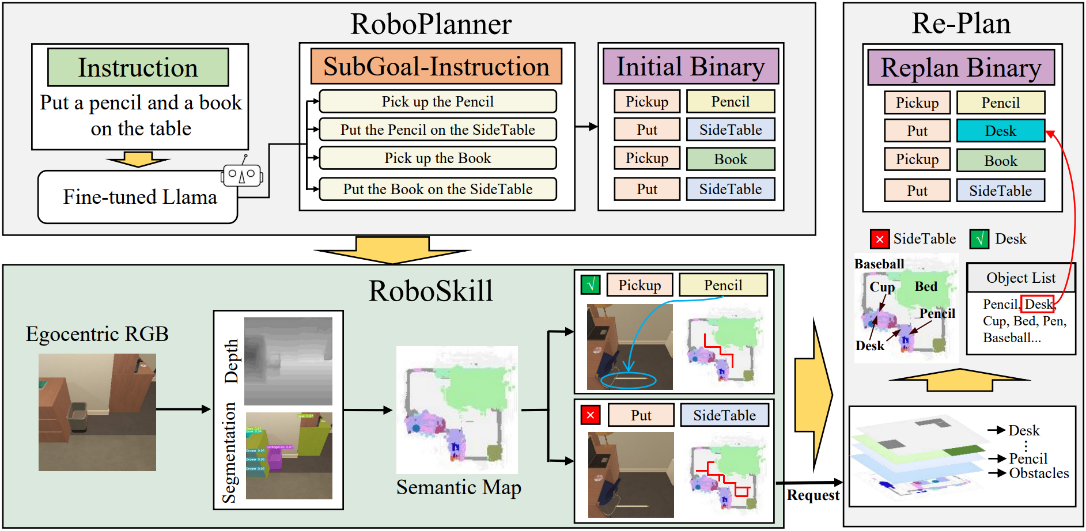 RoboPlanner
Instruction
Put a pencil and a book
on the table
Fine-tuned Llama
SubGoal-Instruction
Pick up the Pencil
Put the Pencil on the SideTable
Pick up the Book
Put the Book on the SideTable
Initial Binary
Pickup Pencil
Put SideTable
Pickup Book
Put SideTable
RoboSkill
Egocentric RGB
Depth
Segmentation
Semantic Map
√ Pickup Pencil
× Put SideTable
Request
Re-Plan
Replan Binary
Pickup Pencil
Put Desk
Pickup Book
Put SideTable
× SideTable √ Desk
Baseball
Cup Bed
Pencil
Desk
Object List
Pencil, Desk,
Cup, Bed, Pen,
Baseball...
Desk
⋮
Pencil
Obstacles